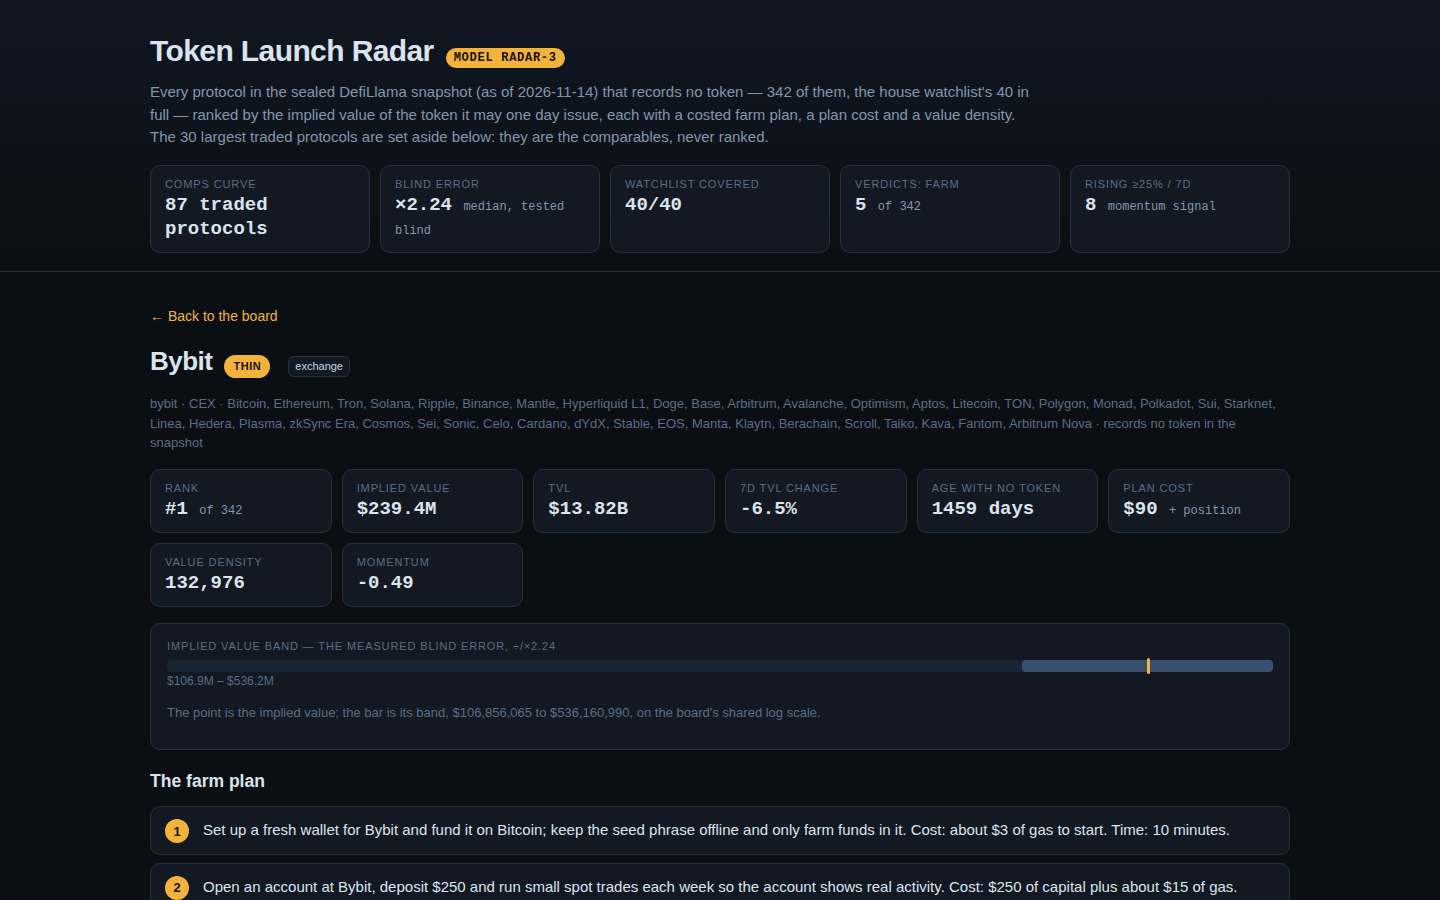 Token Launch Radar MODEL RADAR-3
Every protocol in the sealed DefiLlama snapshot (as of 2026-11-14) that records no token — 342 of them, the house watchlist's 40 in
full — ranked by the implied value of the token it may one day issue, each with a costed farm plan, a plan cost and a value density.
The 30 largest traded protocols are set aside below: they are the comparables, never ranked.
COMPS CURVE
87 traded
protocols
BLIND ERROR
×2.24 median, tested
blind
WATCHLIST COVERED
40/40
VERDICTS: FARM
5 of 342
RISING ≥25% / 7D
8 momentum signal
← Back to the board
Bybit THIN exchange
bybit · CEX · Bitcoin, Ethereum, Tron, Solana, Ripple, Binance, Mantle, Hyperliquid L1, Doge, Base, Arbitrum, Avalanche, Optimism, Aptos, Litecoin, TON, Polygon, Monad, Polkadot, Sui, Starknet,
Linea, Hedera, Plasma, zkSync Era, Cosmos, Sei, Sonic, Celo, Cardano, dYdX, Stable, EOS, Manta, Klaytn, Berachain, Scroll, Taiko, Kava, Fantom, Arbitrum Nova · records no token in the
snapshot
RANK
#1 of 342
IMPLIED VALUE
$239.4M
TVL
$13.82B
7D TVL CHANGE
-6.5%
AGE WITH NO TOKEN
1459 days
PLAN COST
$90 + position
VALUE DENSITY
132,976
MOMENTUM
-0.49
IMPLIED VALUE BAND — THE MEASURED BLIND ERROR, ÷/×2.24
$106.9M – $536.2M
The point is the implied value; the bar is its band, $106,856,065 to $536,160,990, on the board's shared log scale.
The farm plan
1 Set up a fresh wallet for Bybit and fund it on Bitcoin; keep the seed phrase offline and only farm funds in it. Cost: about $3 of gas to start. Time: 10 minutes.
2 Open an account at Bybit, deposit $250 and run small spot trades each week so the account shows real activity. Cost: $250 of capital plus about $15 of gas.